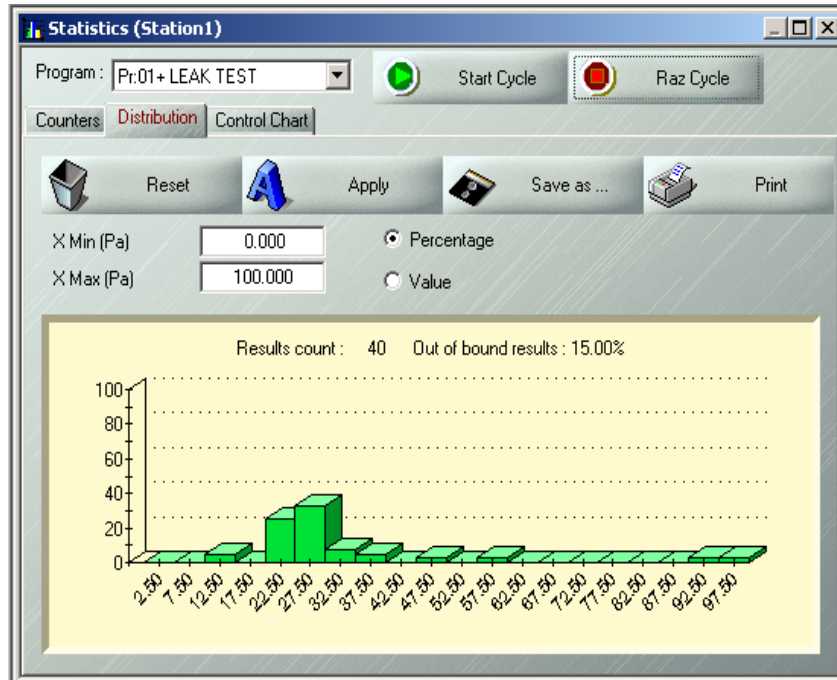 Statistics (Station1)
Program : Pr:01+ LEAK TEST Start Cycle Raz Cycle
Counters Distribution Control Chart
Reset Apply Save as ... Print
X Min (Pa) 0.000 Percentage
X Max (Pa) 100.000 Value
Results count : 40 Out of bound results : 15.00%
100
80
60
40
20
0
2.50 7.50 12.50 17.50 22.50 27.50 32.50 37.50 42.50 47.50 52.50 57.50 62.50 67.50 72.50 77.50 82.50 87.50 92.50 97.50